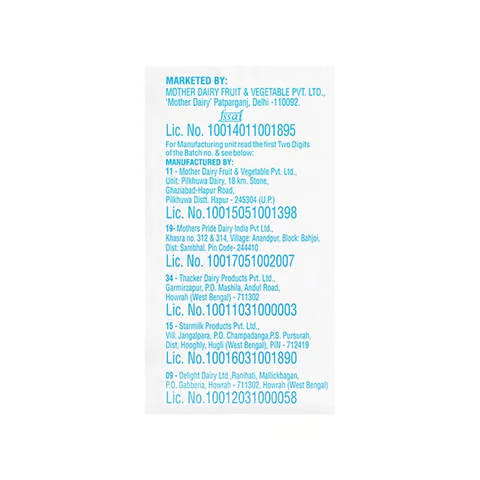 MARKETED BY:
MOTHER DAIRY FRUIT & VEGETABLE PVT. LTD.,
'Mother Dairy' Patparganj, Delhi -110092.
fssai
Lic. No. 10014011001895
For Manufacturing unit read the first Two Digits
of the Batch no. & see below:
MANUFACTURED BY:
11 - Mother Dairy Fruit & Vegetable Pvt. Ltd.,
Unit: Pilkhuwa Dairy, 18 km. Stone,
Ghaziabad-Hapur Road,
Pilkhuwa Distt. Hapur - 245304 (U.P.)
Lic. No.10015051001398
19- Mothers Pride Dairy India Pvt Ltd.,
Khasra no. 312 & 314, Village: Anandpur, Block: Bahjoi,
Dist: Sambhal. Pin Code- 244410
Lic. No.10017051002007
34 - Thacker Dairy Products Pvt. Ltd.,
Garmirzapur, P.O. Mashila, Andul Road,
Howrah (West Bengal) - 711302
Lic. No.10011031000003
15 - Starmilk Products Pvt. Ltd.,
Vill: Jangalpara, P.O. Champadanga,P.S. Pursurah,
Dist, Hooghly, Hugli (West Bengal), PIN - 712419
Lic. No.10016031001890
09 - Delight Dairy Ltd ,Ranihati, Mallickbagan,
P.O. Gabberia, Howrah - 711302, Howrah (West Bengal)
Lic. No.10012031000058